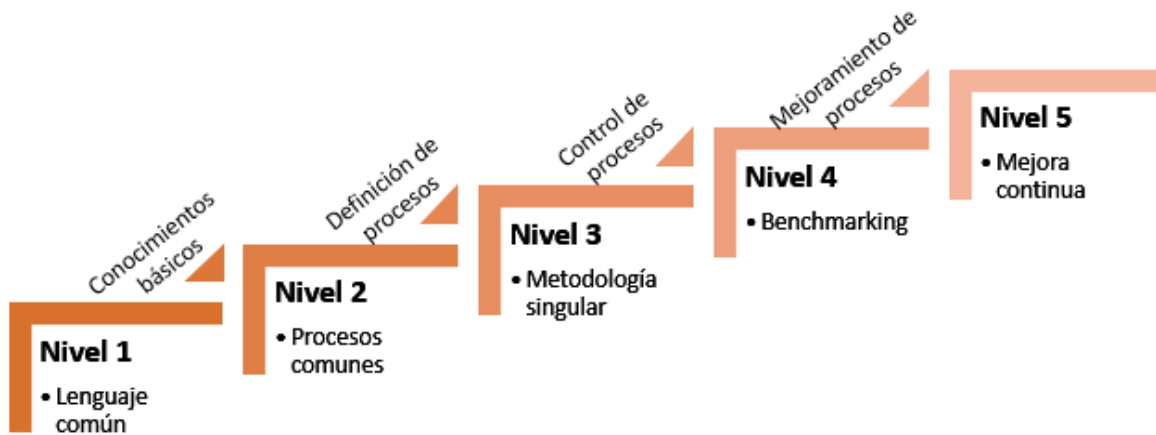 Conocimientos
básicos
Nivel 1
• Lenguaje
común
Definición de
procesos
Nivel 2
• Procesos
comunes
Control de
procesos
Nivel 3
• Metodología
singular
Mejoramiento de
procesos
Nivel 4
• Benchmarking
Nivel 5
• Mejora
continua